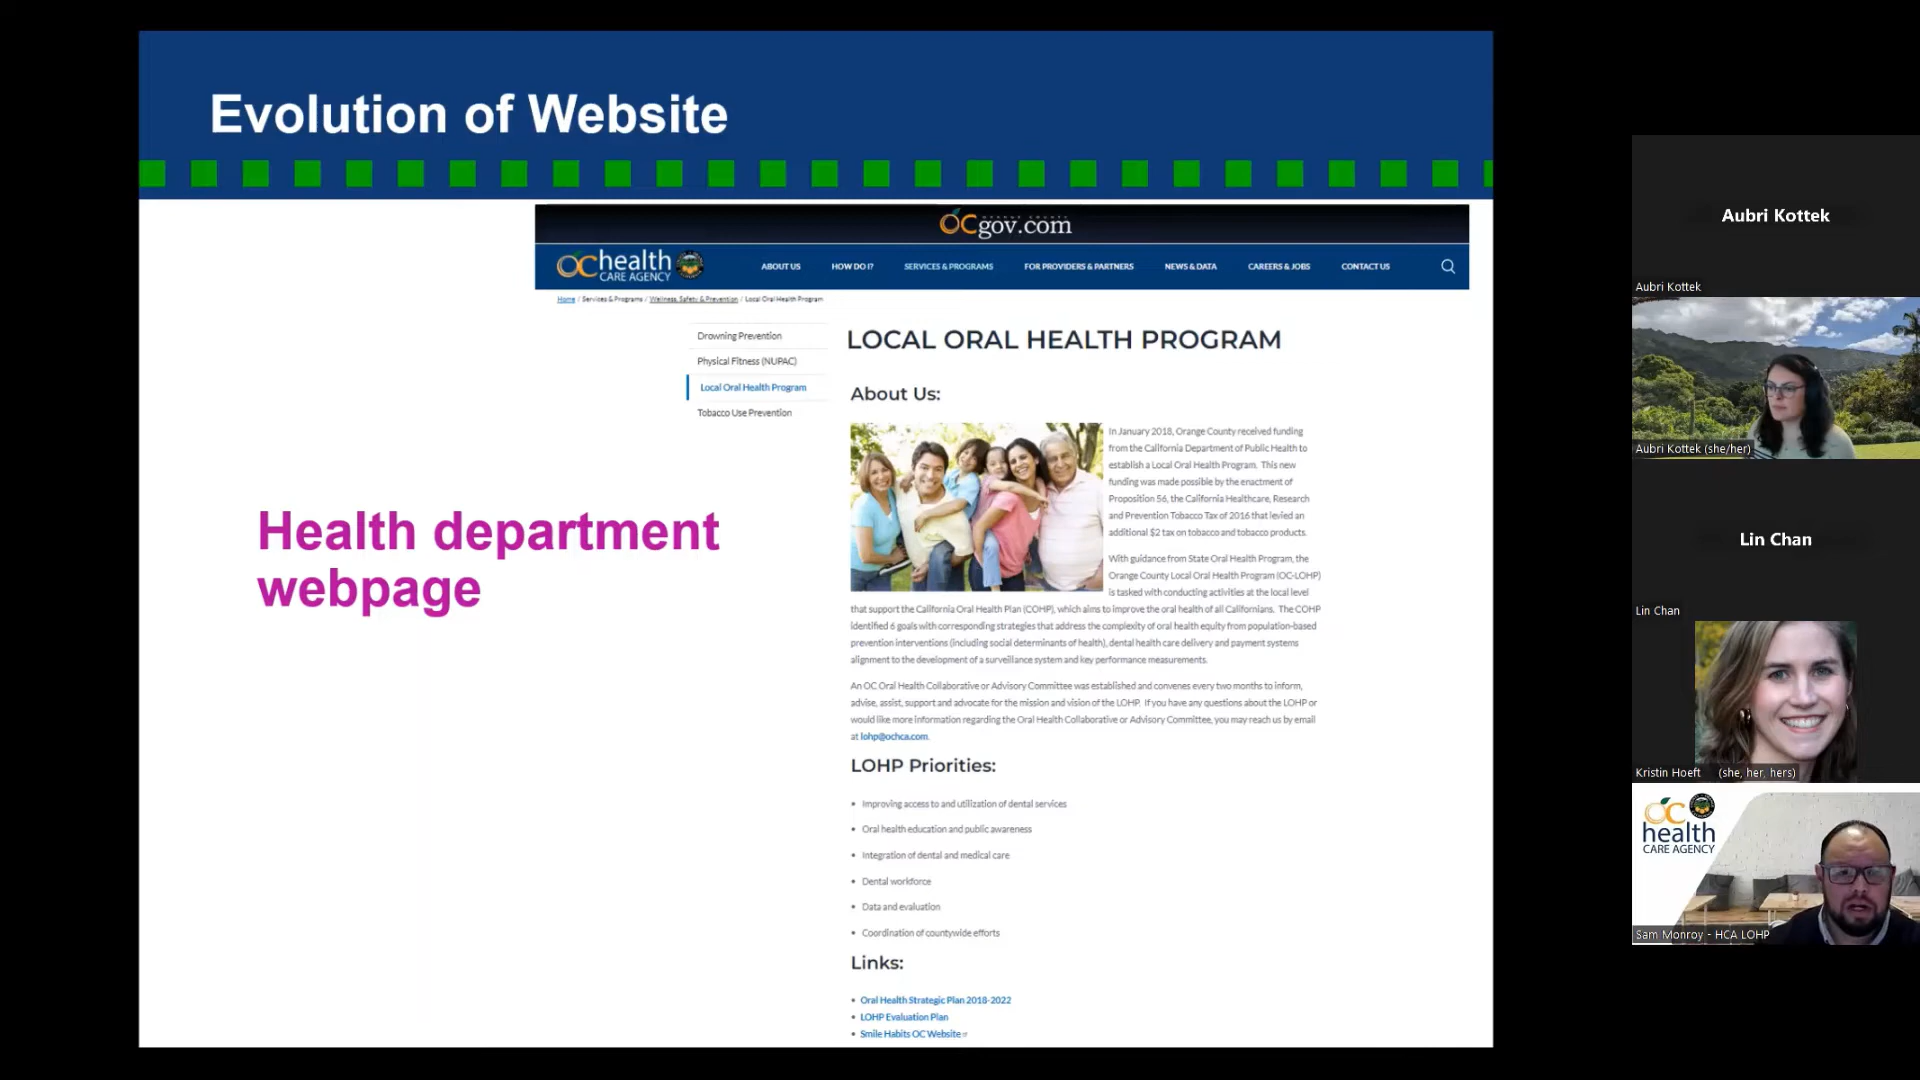 Evolution of Website
OCgov.com
OChealth
CARE AGENCY
ABOUT US
HOW DO I?
SERVICES & PROGRAMS
FOR PROVIDERS & PARTNERS
NEWS & DATA
CAREERS & JOBS
CONTACT US
Home / Services & Programs / Wellness, Safety & Prevention / Local Oral Health Program
Drowning Prevention
Physical Fitness (NUPAC)
Local Oral Health Program
Tobacco Use Prevention
Health department
webpage
LOCAL ORAL HEALTH PROGRAM
About Us:
In January 2018, Orange County received funding
from the California Department of Public Health to
establish a Local Oral Health Program. This new
funding was made possible by the enactment of
Proposition 56, the California Healthcare, Research
and Prevention Tobacco Tax of 2016 that levied an
additional $2 tax on tobacco and tobacco products.
With guidance from State Oral Health Program, the
Orange County Local Oral Health Program (OC-LOHP)
is tasked with conducting activities at the local level
that support the California Oral Health Plan (COHP), which aims to improve the oral health of all Californians. The COHP
identified 6 goals with corresponding strategies that address the complexity of oral health equity from population-based
prevention interventions (including social determinants of health), dental health care delivery and payment systems
alignment to the development of a surveillance system and key performance measurements.
An OC Oral Health Collaborative or Advisory Committee was established and convenes every two months to inform,
advise, assist, support and advocate for the mission and vision of the LOHP. If you have any questions about the LOHP or
would like more information regarding the Oral Health Collaborative or Advisory Committee, you may reach us by email
at lohp@ochca.com.
LOHP Priorities:
• Improving access to and utilization of dental services
• Oral health education and public awareness
• Integration of dental and medical care
• Dental workforce
• Data and evaluation
• Coordination of countywide efforts
Links:
• Oral Health Strategic Plan 2018-2022
• LOHP Evaluation Plan
• Smile Habits OC Website
Aubri Kottek
Aubri Kottek
Aubri Kottek (she/her)
Lin Chan
Lin Chan
Kristin Hoeft (she, her, hers)
OC
health
CARE AGENCY
Sam Monroy - HCA LOHP